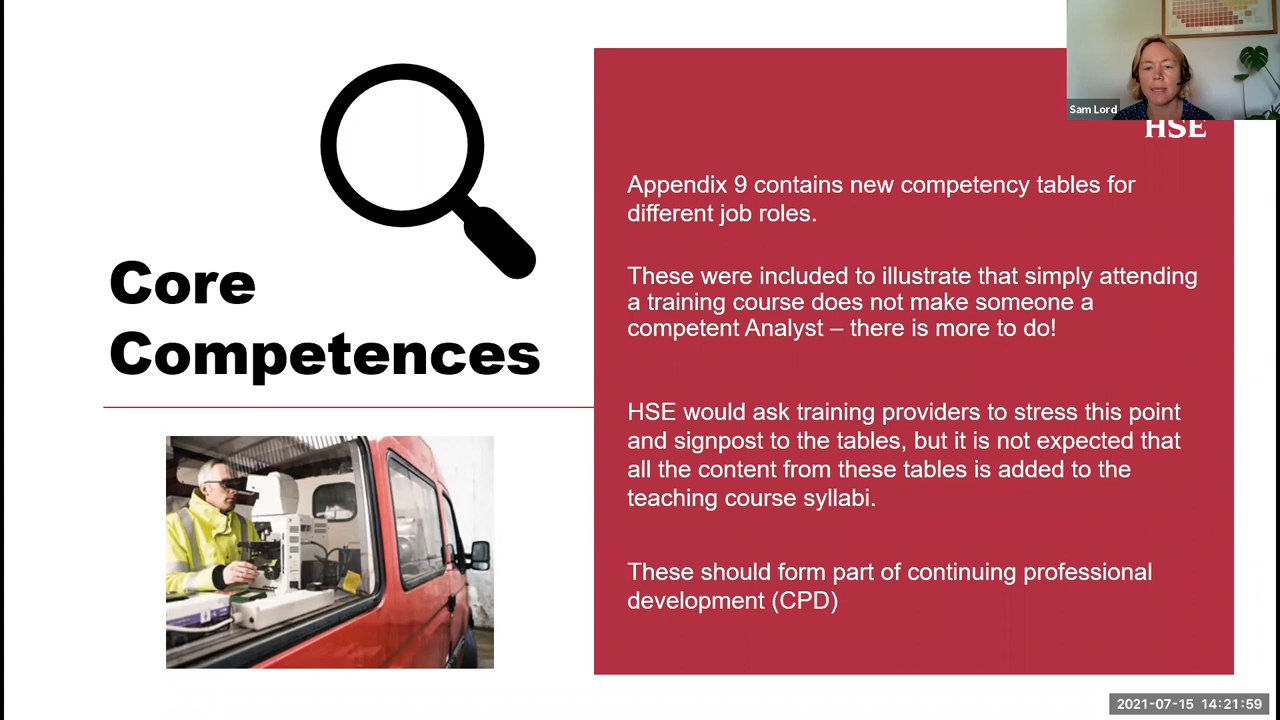 Sam Lord
HSE
Core
Competences
Appendix 9 contains new competency tables for
different job roles.
These were included to illustrate that simply attending
a training course does not make someone a
competent Analyst – there is more to do!
HSE would ask training providers to stress this point
and signpost to the tables, but it is not expected that
all the content from these tables is added to the
teaching course syllabi.
These should form part of continuing professional
development (CPD)
2021-07-15 14:21:59